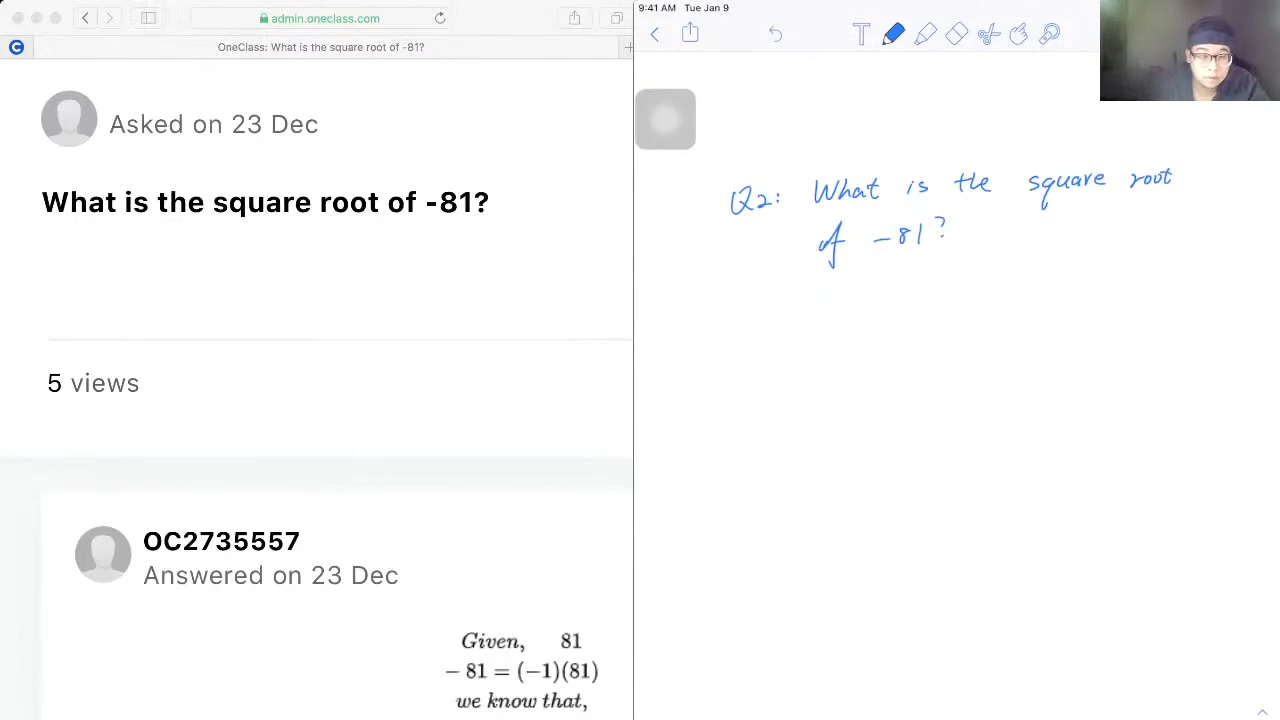 admin.oneclass.com
OneClass: What is the square root of -81?
Asked on 23 Dec
What is the square root of -81?
5 views
OC2735557
Answered on 23 Dec
Given, 81
− 81 = (−1)(81)
we know that,
9:41 AM Tue Jan 9
T
Q2: What is the square root
of -81?